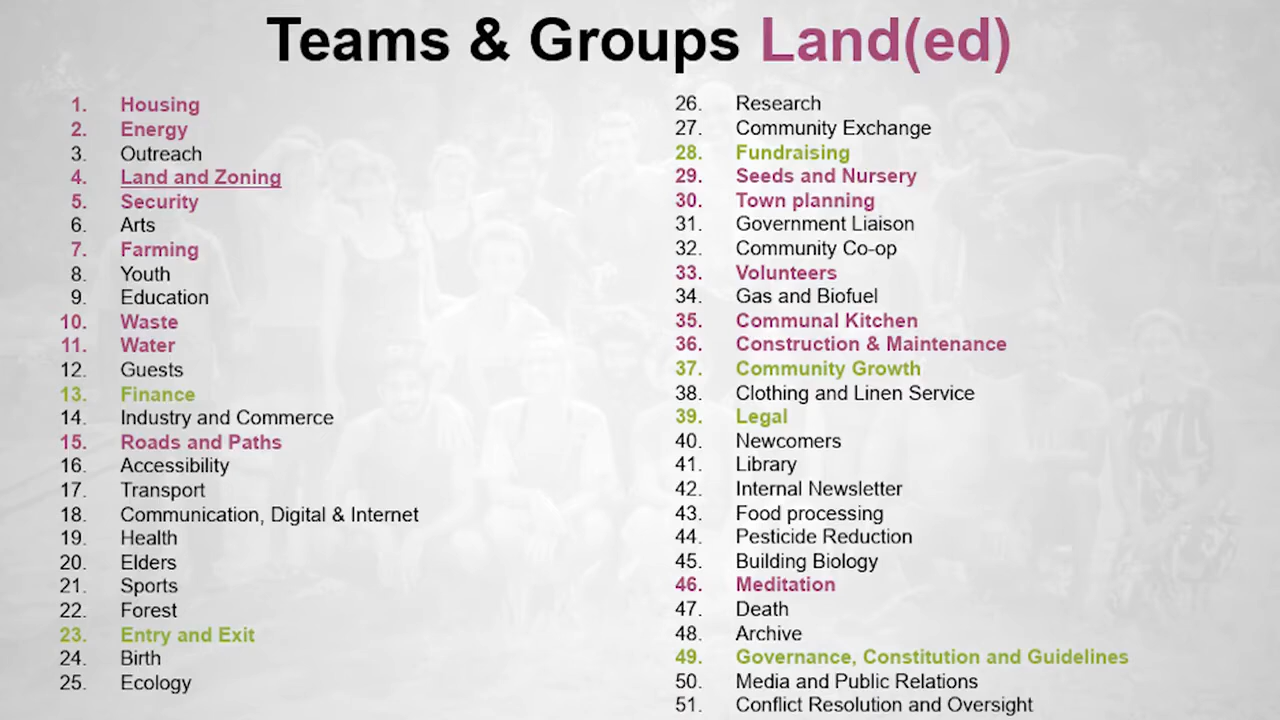 Teams & Groups Land(ed)
1. Housing
2. Energy
3. Outreach
4. Land and Zoning
5. Security
6. Arts
7. Farming
8. Youth
9. Education
10. Waste
11. Water
12. Guests
13. Finance
14. Industry and Commerce
15. Roads and Paths
16. Accessibility
17. Transport
18. Communication, Digital & Internet
19. Health
20. Elders
21. Sports
22. Forest
23. Entry and Exit
24. Birth
25. Ecology
26. Research
27. Community Exchange
28. Fundraising
29. Seeds and Nursery
30. Town planning
31. Government Liaison
32. Community Co-op
33. Volunteers
34. Gas and Biofuel
35. Communal Kitchen
36. Construction & Maintenance
37. Community Growth
38. Clothing and Linen Service
39. Legal
40. Newcomers
41. Library
42. Internal Newsletter
43. Food processing
44. Pesticide Reduction
45. Building Biology
46. Meditation
47. Death
48. Archive
49. Governance, Constitution and Guidelines
50. Media and Public Relations
51. Conflict Resolution and Oversight